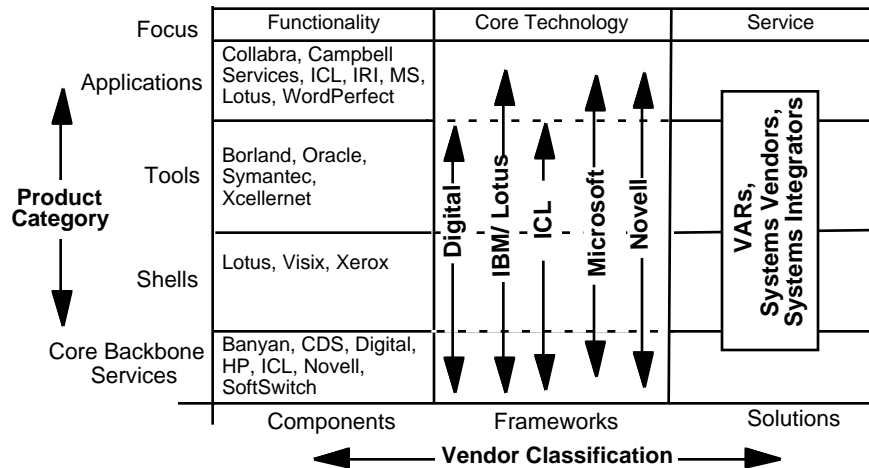 Focus
Functionality
Core Technology
Service
Applications
Collabra, Campbell
Services, ICL, IRI, MS,
Lotus, WordPerfect
Product
Category
Tools
Borland, Oracle,
Symantec,
Xcellernet
Shells
Lotus, Visix, Xerox
Core Backbone
Services
Banyan, CDS, Digital,
HP, ICL, Novell,
SoftSwitch
Digital
IBM/ Lotus
ICL
Microsoft
Novell
VARs,
Systems Vendors,
Systems Integrators
Components
Frameworks
Solutions
Vendor Classification